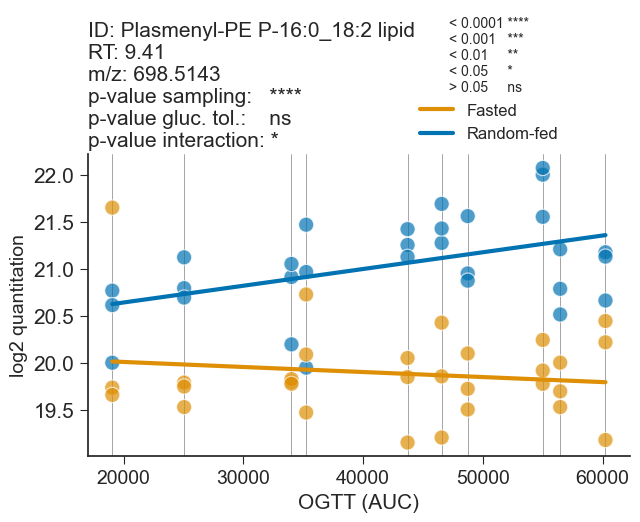 ID: Plasmenyl-PE P-16:0_18:2 lipid
RT: 9.41
m/z: 698.5143
p-value sampling: ****
p-value gluc. tol.: ns
p-value interaction: *
< 0.0001 ****
< 0.001 ***
< 0.01 **
< 0.05 *
> 0.05 ns
Fasted
Random-fed
22.0
21.5
21.0
20.5
20.0
19.5
log2 quantitation
20000 30000 40000 50000 60000
OGTT (AUC)